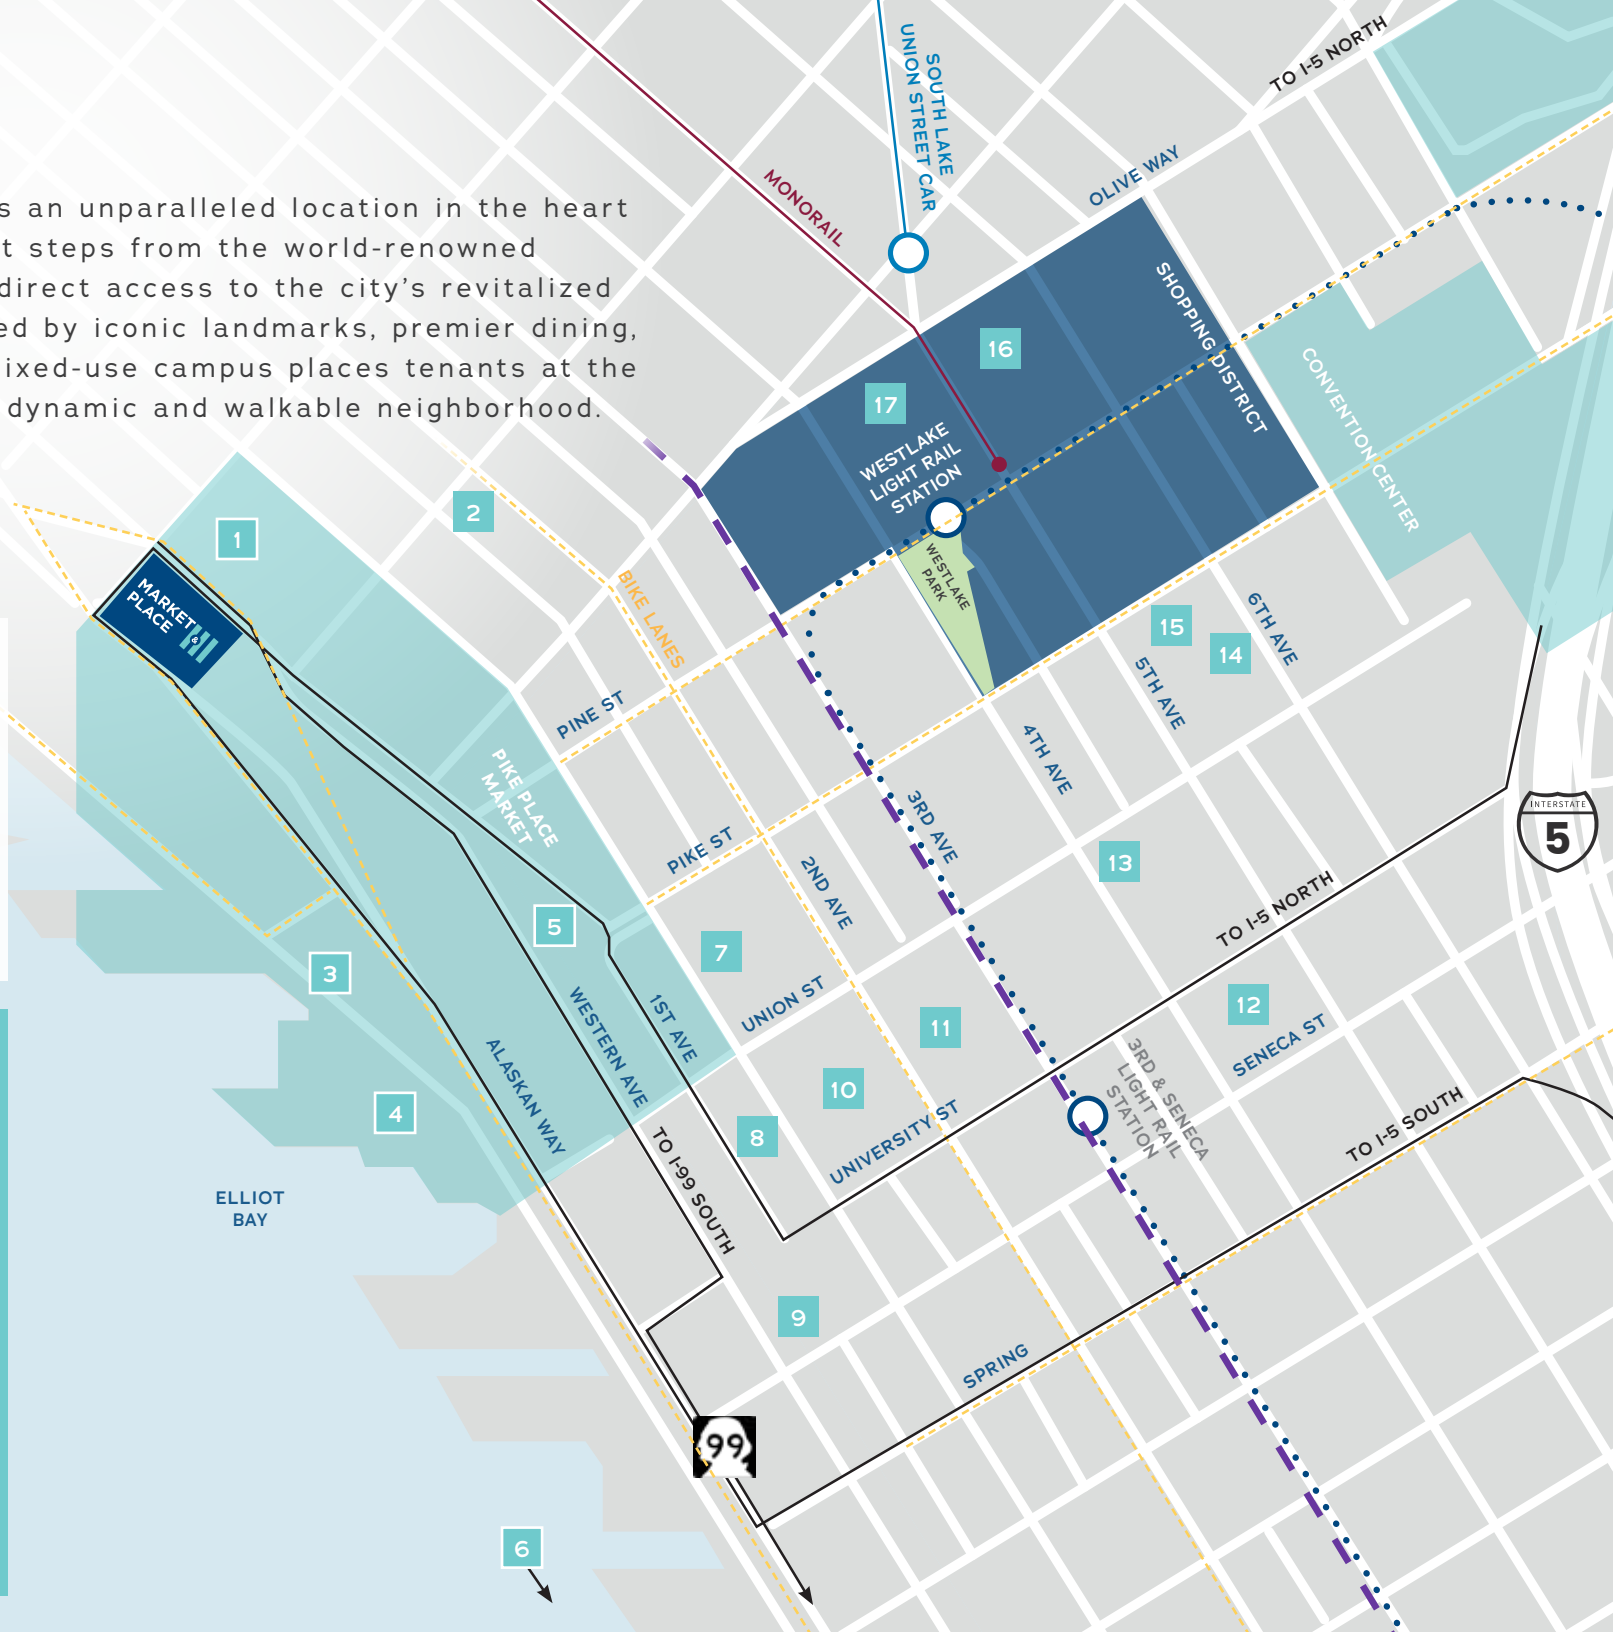 s an unparalleled location in the heart
t steps from the world-renowned
direct access to the city’s revitalized
ed by iconic landmarks, premier dining,
ixed-use campus places tenants at the
dynamic and walkable neighborhood.
MONORAIL
SOUTH LAKE
UNION STREET CAR
TO I-5 NORTH
OLIVE WAY
SHOPPING DISTRICT
CONVENTION CENTER
16
17
WESTLAKE
LIGHT RAIL
STATION
WESTLAKE
PARK
1
2
MARKET
PLACE
&
BIKE LANES
PINE ST
PIKE PLACE
MARKET
PIKE ST
15
14
6TH AVE
5TH AVE
4TH AVE
3RD AVE
2ND AVE
13
INTERSTATE
5
TO I-5 NORTH
5
7
3
4
WESTERN AVE
1ST AVE
UNION ST
ALASKAN WAY
11
10
8
UNIVERSITY ST
12
SENECA ST
3RD & SENECA
LIGHT RAIL
STATION
TO I-5 SOUTH
TO I-99 SOUTH
ELLIOT
BAY
9
SPRING
99
6